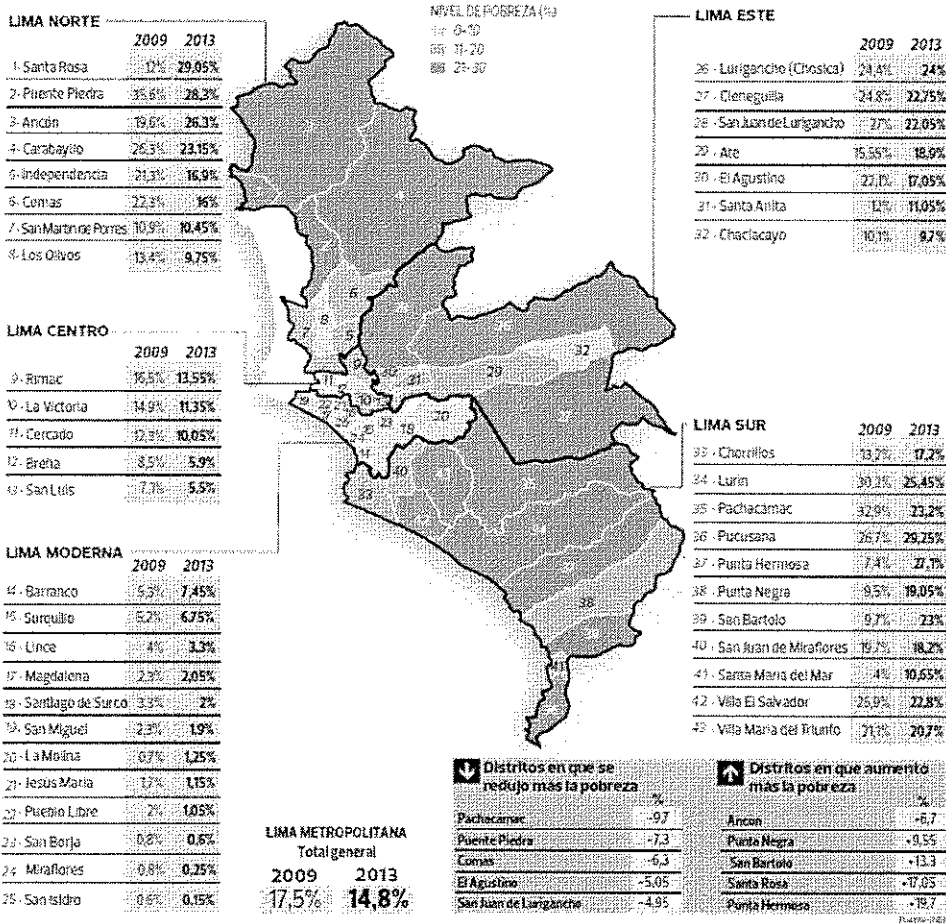 NIVEL DE POBREZA (%)
0-10
11-20
21-30
LIMA NORTE
2009 2013
1- Santa Rosa 12% 29,05%
2- Puente Piedra 35,6% 28,3%
3- Ancón 19,6% 26.3%
4- Carabayllo 26,3% 23.15%
5- Independencia 21,3% 16,9%
6- Comas 22,3% 16%
7- San Martín de Porres 10,9% 10.45%
8- Los Olivos 13,4% 9.75%
LIMA CENTRO
2009 2013
9- Rímac 16,5% 13.55%
10- La Victoria 14.9% 11.35%
11- Cercado 12,3% 10,05%
12- Breña 8,5% 5.9%
13- San Luis 7,7% 5.5%
LIMA MODERNA
2009 2013
14- Barranco 7,45%
15- Surquillo 6.75%
16- Lince 4% 3.3%
17- Magdalena 2,3% 2,05%
18- Santiago de Surco 3.3% 2%
19- San Miguel 2.3% 1.9%
20- La Molina 0,7% 1,25%
21- Jesús María 1,7% 1,15%
22- Pueblo Libre 2% 1,05%
23- San Borja 0,8% 0,6%
24- Miraflores 0,8% 0,25%
25- San Isidro 0,6% 0.15%
LIMA METROPOLITANA
Total general
2009 2013
17,5% 14,8%
LIMA ESTE
2009 2013
26- Lurigancho (Chosica) 24,4% 24%
27- Cieneguilla 24.8% 22,75%
28- San Juan de Lurigancho 27% 22,05%
29- Ate 15,55% 18,9%
30- El Agustino 22,1% 17,05%
31- Santa Anita 12% 11,05%
32- Chaclacayo 10,1% 9,7%
LIMA SUR
2009 2013
33- Chorrillos 13,2% 17,2%
34- Lurín 25,45%
35- Pachacamac 32,9% 23,2%
36- Pucusana 26,7% 29,25%
37- Punta Hermosa 7,4% 27,1%
38- Punta Negra 9,5% 19,05%
39- San Bartolo 9,7% 23%
40- San Juan de Miraflores 19,7% 18,2%
41- Santa María del Mar 4% 10,65%
42- Villa El Salvador 25,9% 22,8%
43- Villa María del Triunfo 21,1% 20,7%
Distritos en que se
redujo más la pobreza
%
Pachacamac -9,7
Puente Piedra -7,3
Comas -6,3
El Agustino -5,05
San Juan de Lurigancho -4,95
Distritos en que aumentó
más la pobreza
%
Ancón +6,7
Punta Negra +9,55
San Bartolo +13,3
Santa Rosa +17,05
Punta Hermosa +19,7